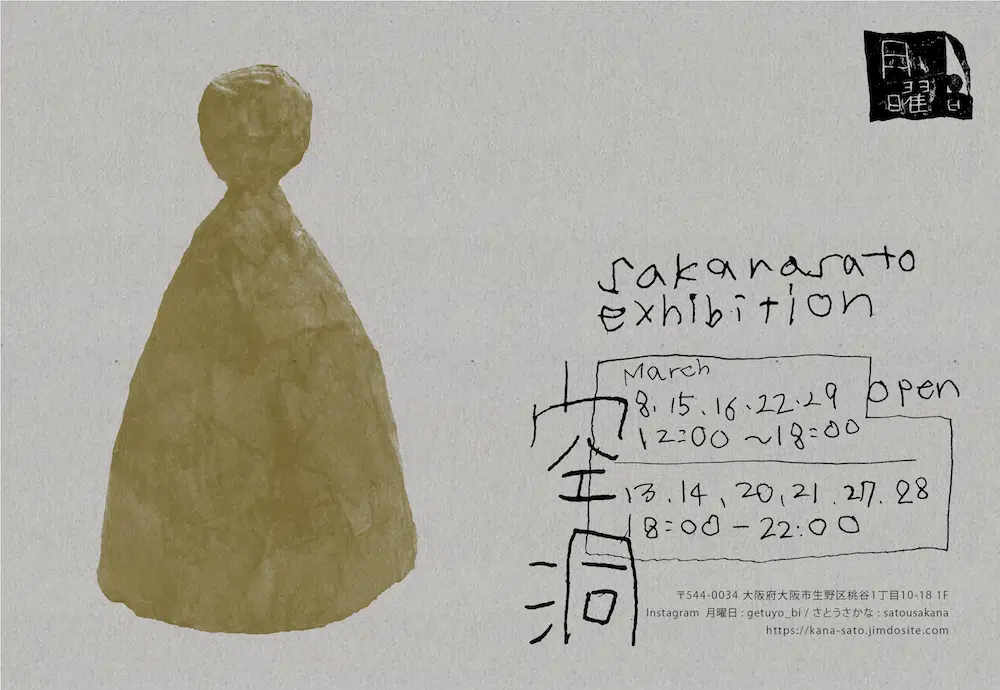 月曜日
sakanasato
exhibition
空洞
March
8.15.16.22.29
12:00 ~18:00
open
13.14,20,21.27.28
18:00-22:00
〒544-0034 大阪府大阪市生野区桃谷1丁目10-18 1F
Instagram 月曜日 : getuyo_bi / さとうさかな : satousakana
https://kana-sato.jimdosite.com